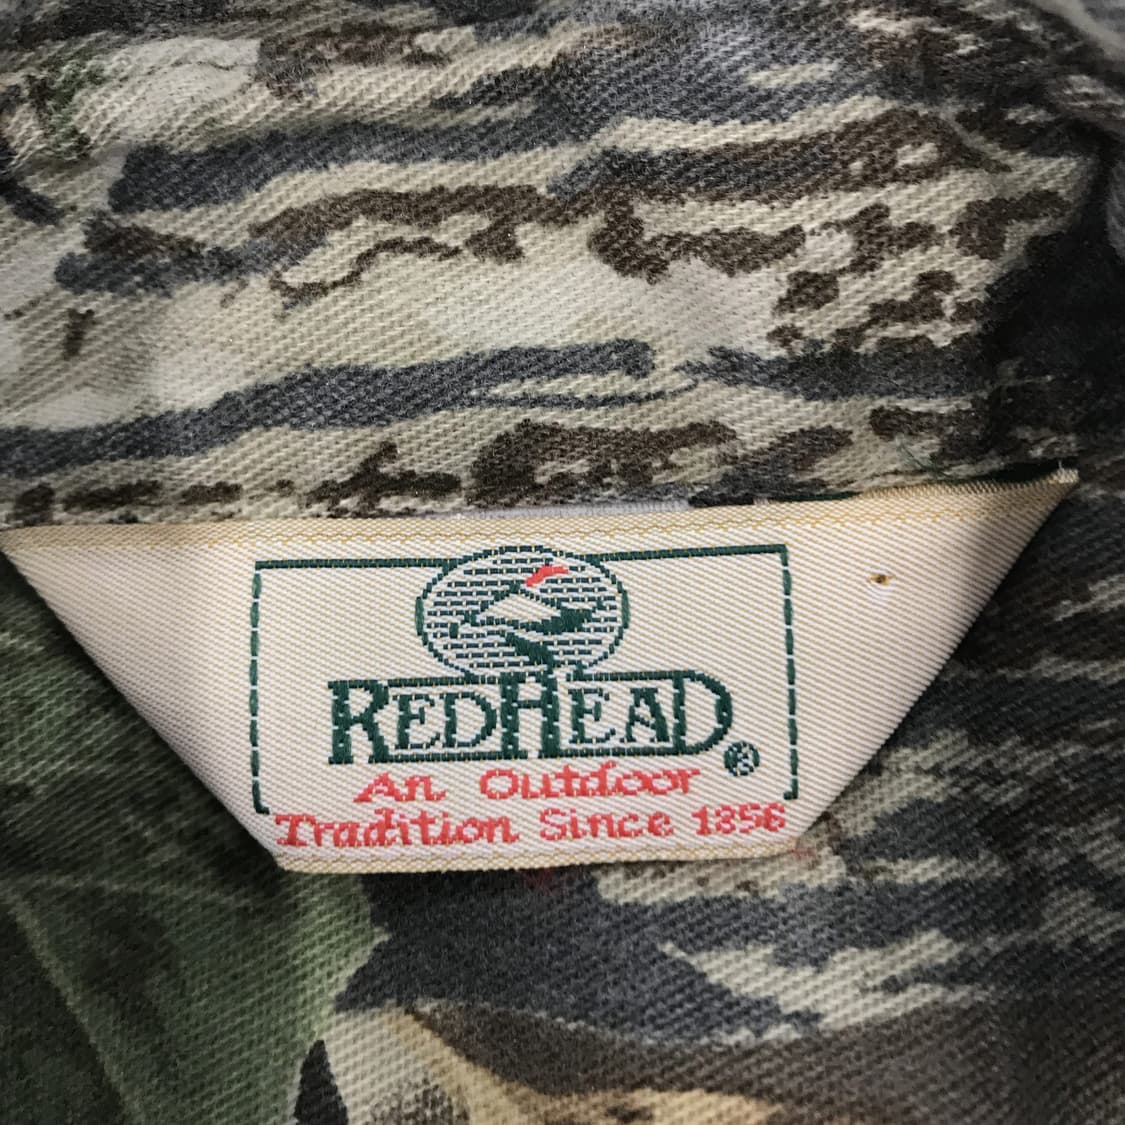 REDHEAD®
An Outdoor
Tradition Since 1856